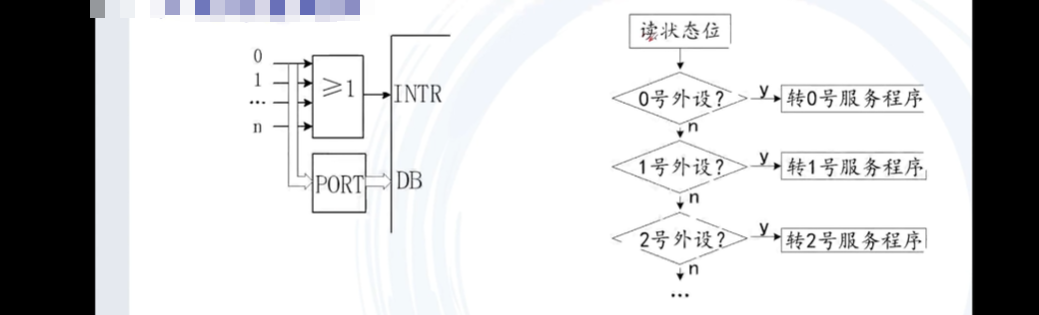 0
1
…
n
≥1
INTR
PORT
DB
读状态位
0号外设?
y
转0号服务程序
n
1号外设?
y
转1号服务程序
n
2号外设?
y
转2号服务程序
n
…